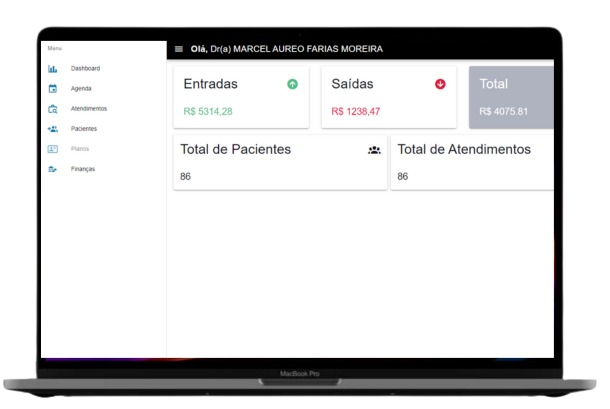 Menu
Olá, Dr(a) MARCEL AUREO FARIAS MOREIRA
Dashboard
Agenda
Atendimentos
Pacientes
Planos
Finanças
Entradas
R$ 5314,28
Saídas
R$ 1238,47
Total
R$ 4075.81
Total de Pacientes
86
Total de Atendimentos
86
MacBook Pro